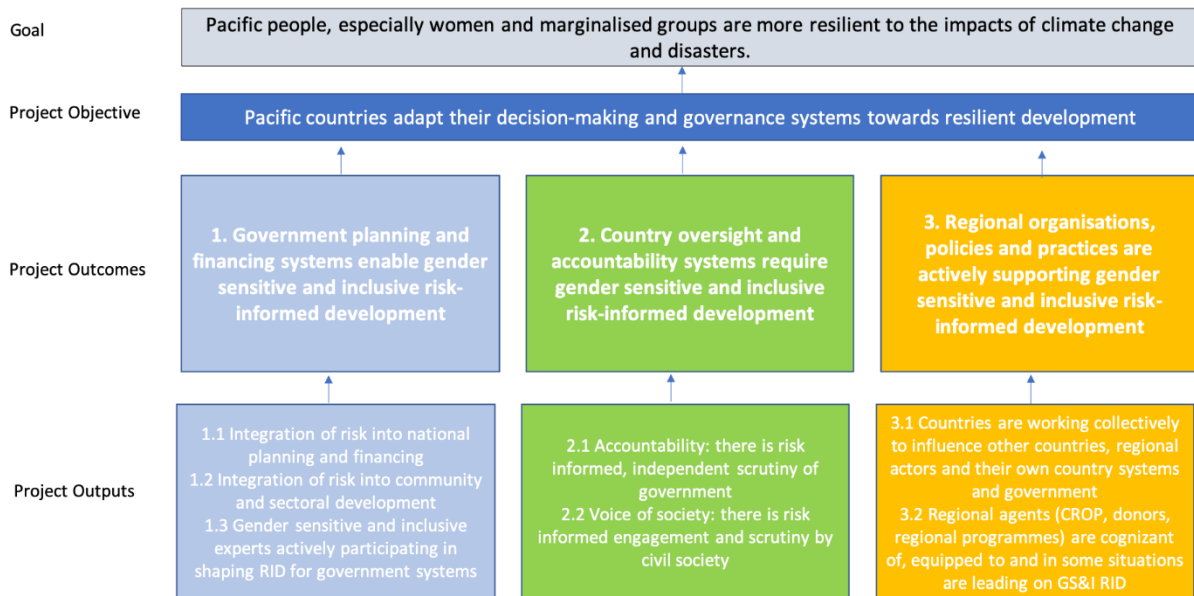 Goal
Pacific people, especially women and marginalised groups are more resilient to the impacts of climate change
and disasters.
Project Objective
Pacific countries adapt their decision-making and governance systems towards resilient development
Project Outcomes
1. Government planning and
financing systems enable gender
sensitive and inclusive risk-
informed development
2. Country oversight and
accountability systems require
gender sensitive and inclusive
risk-informed development
3. Regional organisations,
policies and practices are
actively supporting gender
sensitive and inclusive risk-
informed development
Project Outputs
1.1 Integration of risk into national
planning and financing
1.2 Integration of risk into community
and sectoral development
1.3 Gender sensitive and inclusive
experts actively participating in
shaping RID for government systems
2.1 Accountability: there is risk
informed, independent scrutiny of
government
2.2 Voice of society: there is risk
informed engagement and scrutiny by
civil society
3.1 Countries are working collectively
to influence other countries, regional
actors and their own country systems
and government
3.2 Regional agents (CROP, donors,
regional programmes) are cognizant
of, equipped to and in some situations
are leading on GS&I RID